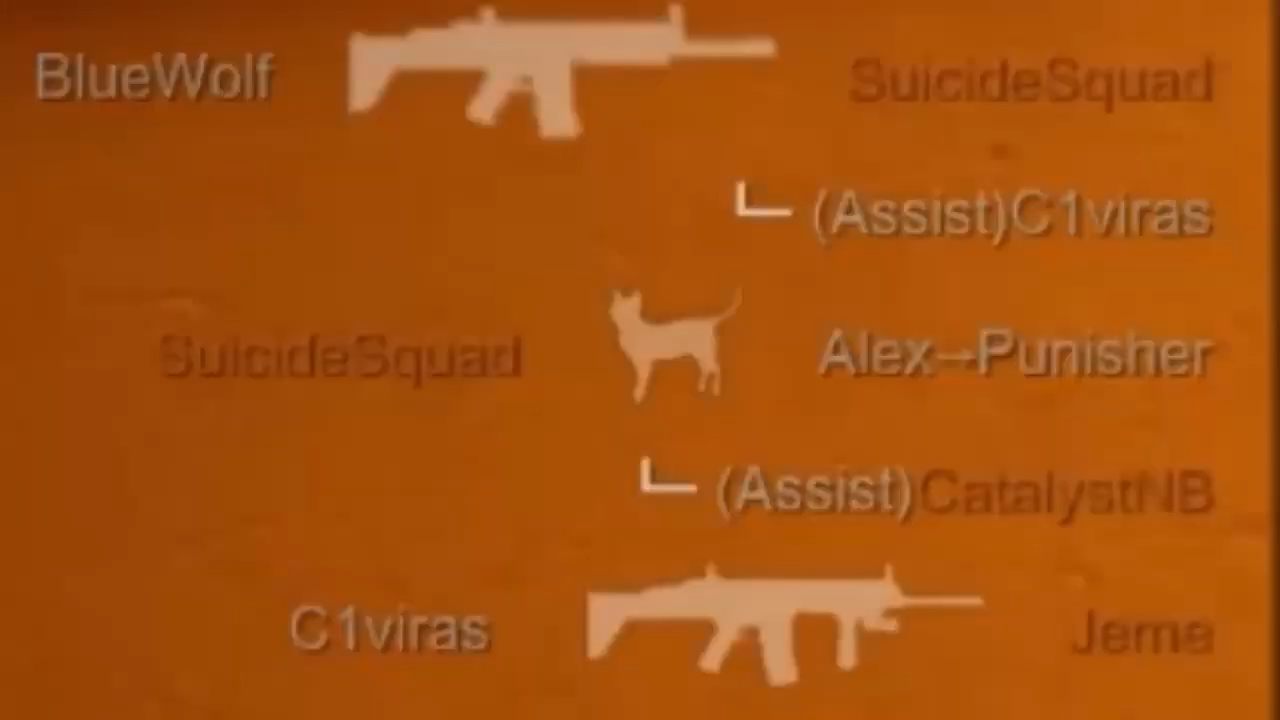 BlueWolf SuicideSquad
(Assist)C1viras
SuicideSquad Alex→Punisher
(Assist)CatalystNB
C1viras Jeme